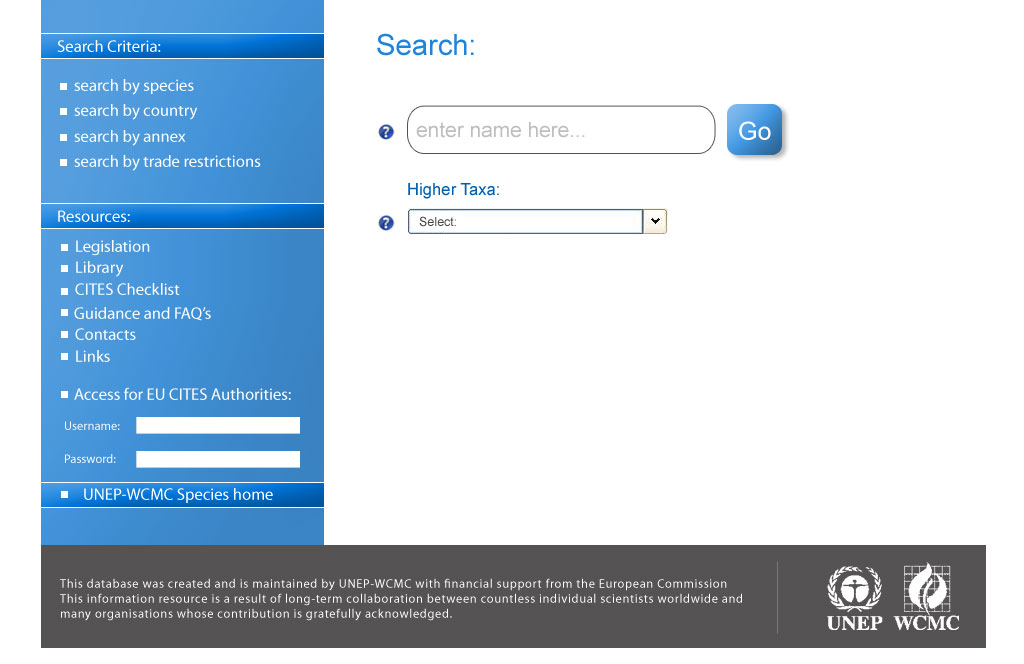 Search Criteria:
search by species
search by country
search by annex
search by trade restrictions
Resources:
Legislation
Library
CITES Checklist
Guidance and FAQ's
Contacts
Links
Access for EU CITES Authorities:
Username:
Password:
UNEP-WCMC Species home
Search:
? enter name here... Go
Higher Taxa:
? Select:
This database was created and is maintained by UNEP-WCMC with financial support from the European Commission
This information resource is a result of long-term collaboration between countless individual scientists worldwide and
many organisations whose contribution is gratefully acknowledged.
UNEP WCMC